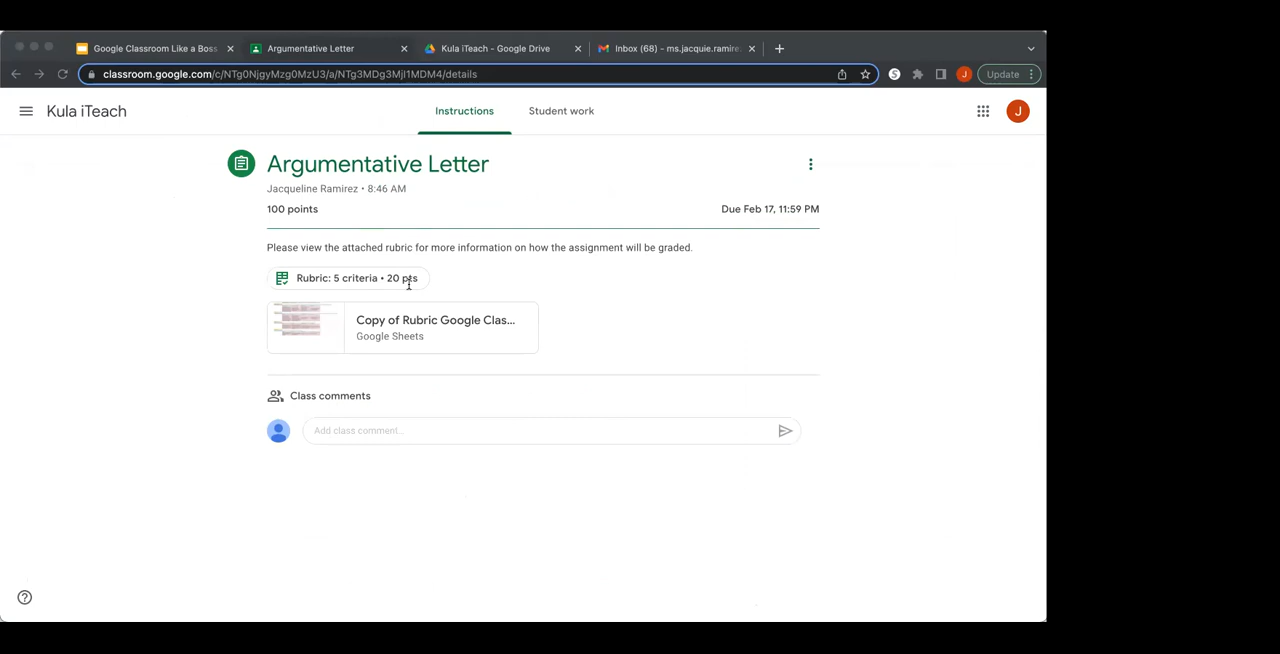 Google Classroom Like a Boss
Argumentative Letter
Kula iTeach - Google Drive
Inbox (68) - ms.jacquie.ramire
classroom.google.com/c/NTg0NjgyMzg0MzU3/a/NTg3MDg3MjI1MDM4/details
S
J
Update
Kula iTeach
Instructions
Student work
J
Argumentative Letter
Jacqueline Ramirez • 8:46 AM
100 points
Due Feb 17, 11:59 PM
Please view the attached rubric for more information on how the assignment will be graded.
Rubric: 5 criteria • 20 pts
Copy of Rubric Google Clas...
Google Sheets
Class comments
Add class comment...